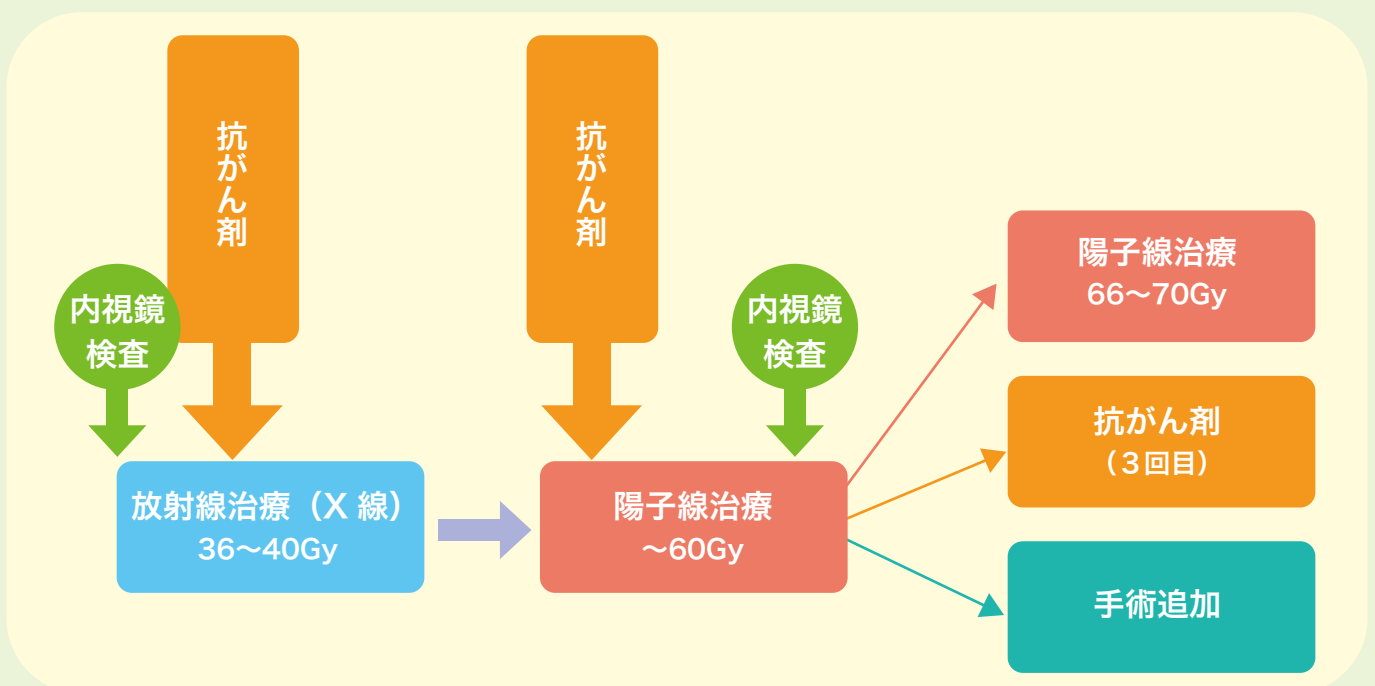 抗がん剤
抗がん剤
内視鏡
検査
内視鏡
検査
放射線治療（X 線）
36〜40Gy
陽子線治療
〜60Gy
陽子線治療
66〜70Gy
抗がん剤
（３回目）
手術追加